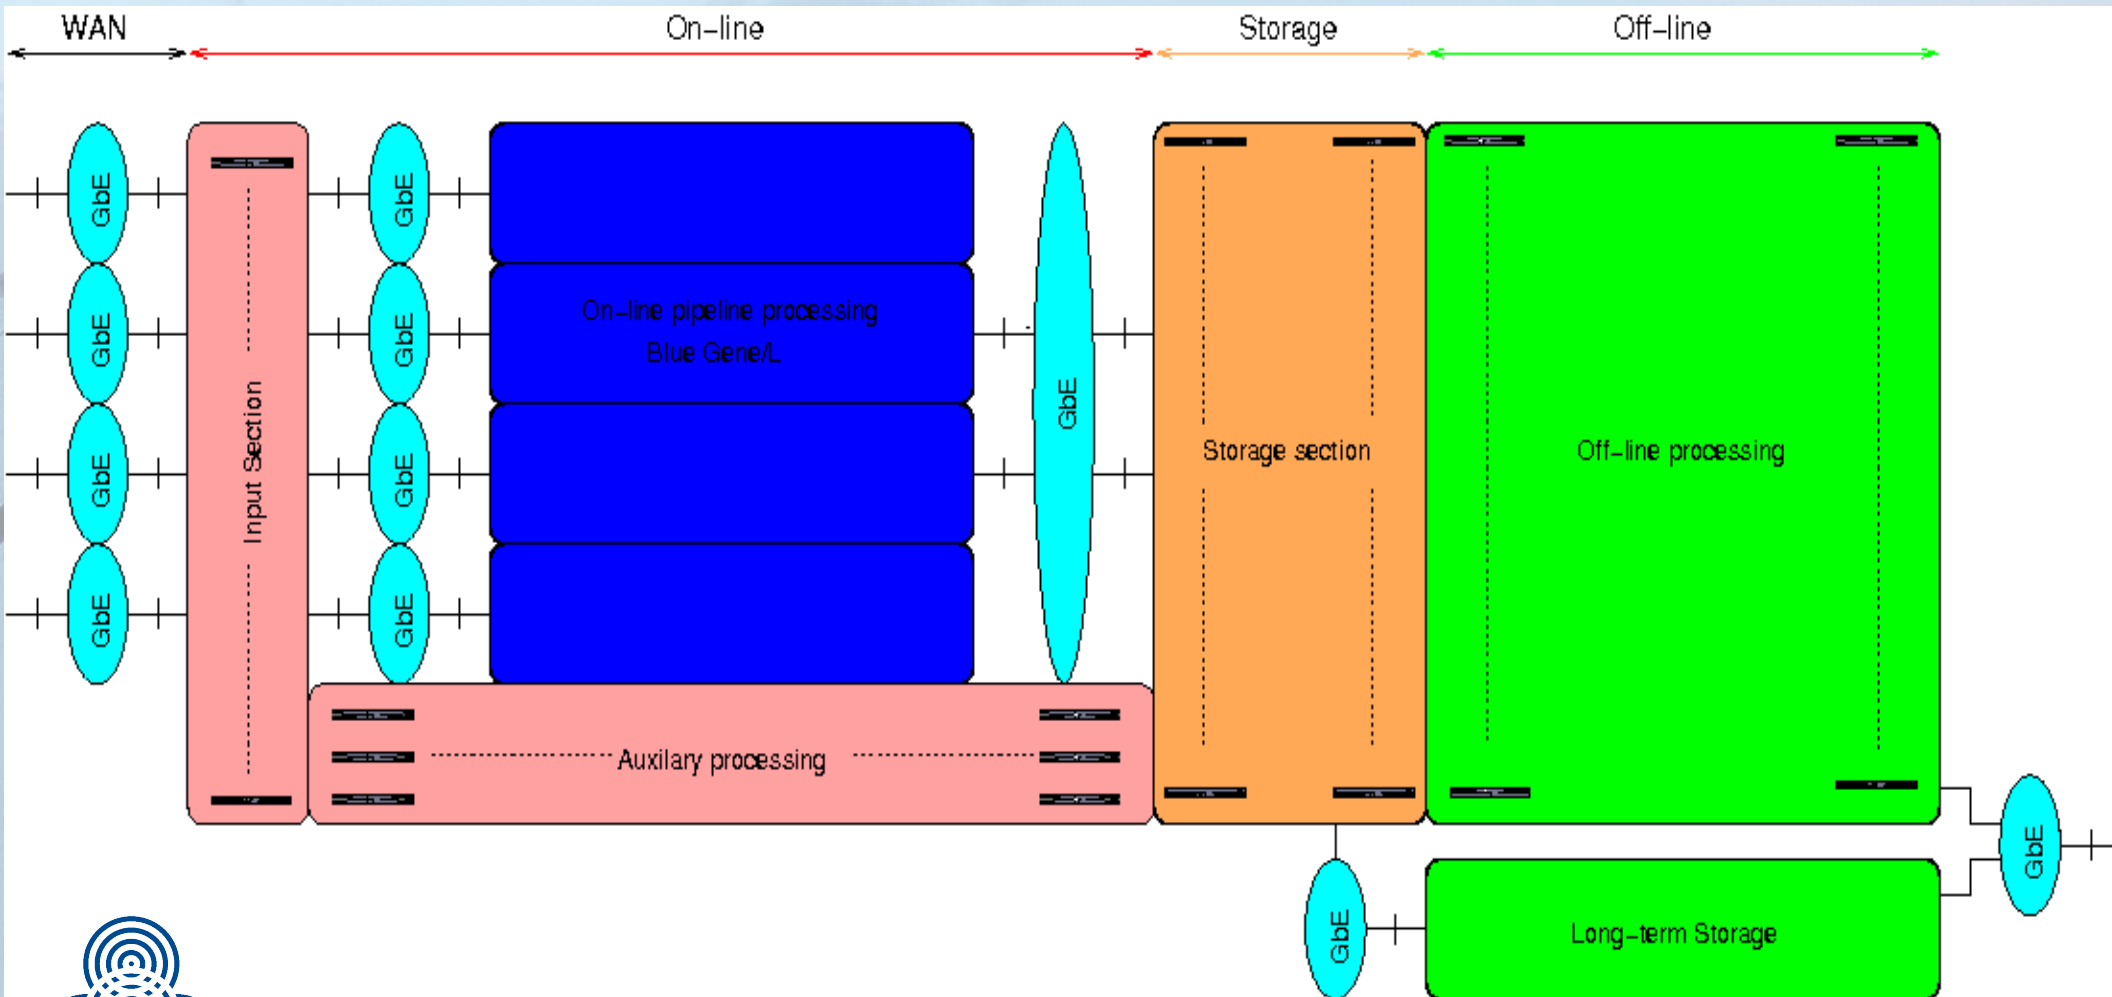 WAN
On-line
Storage
Off-line
GbE
GbE
GbE
GbE
Input Section
GbE
GbE
GbE
GbE
On-line pipeline processing
Blue Gene/L
GbE
Storage section
Off-line processing
Auxilary processing
GbE
GbE
Long-term Storage